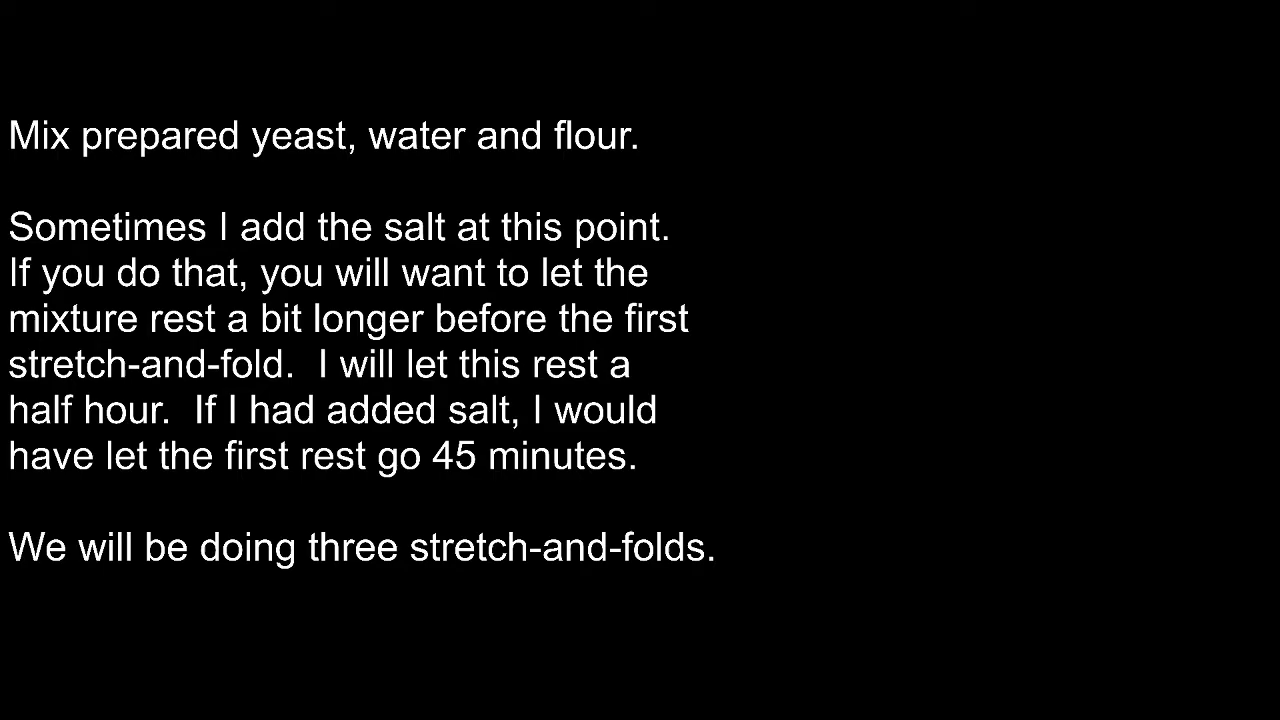 Mix prepared yeast, water and flour.
Sometimes I add the salt at this point.
If you do that, you will want to let the
mixture rest a bit longer before the first
stretch-and-fold.  I will let this rest a
half hour.  If I had added salt, I would
have let the first rest go 45 minutes.
We will be doing three stretch-and-folds.